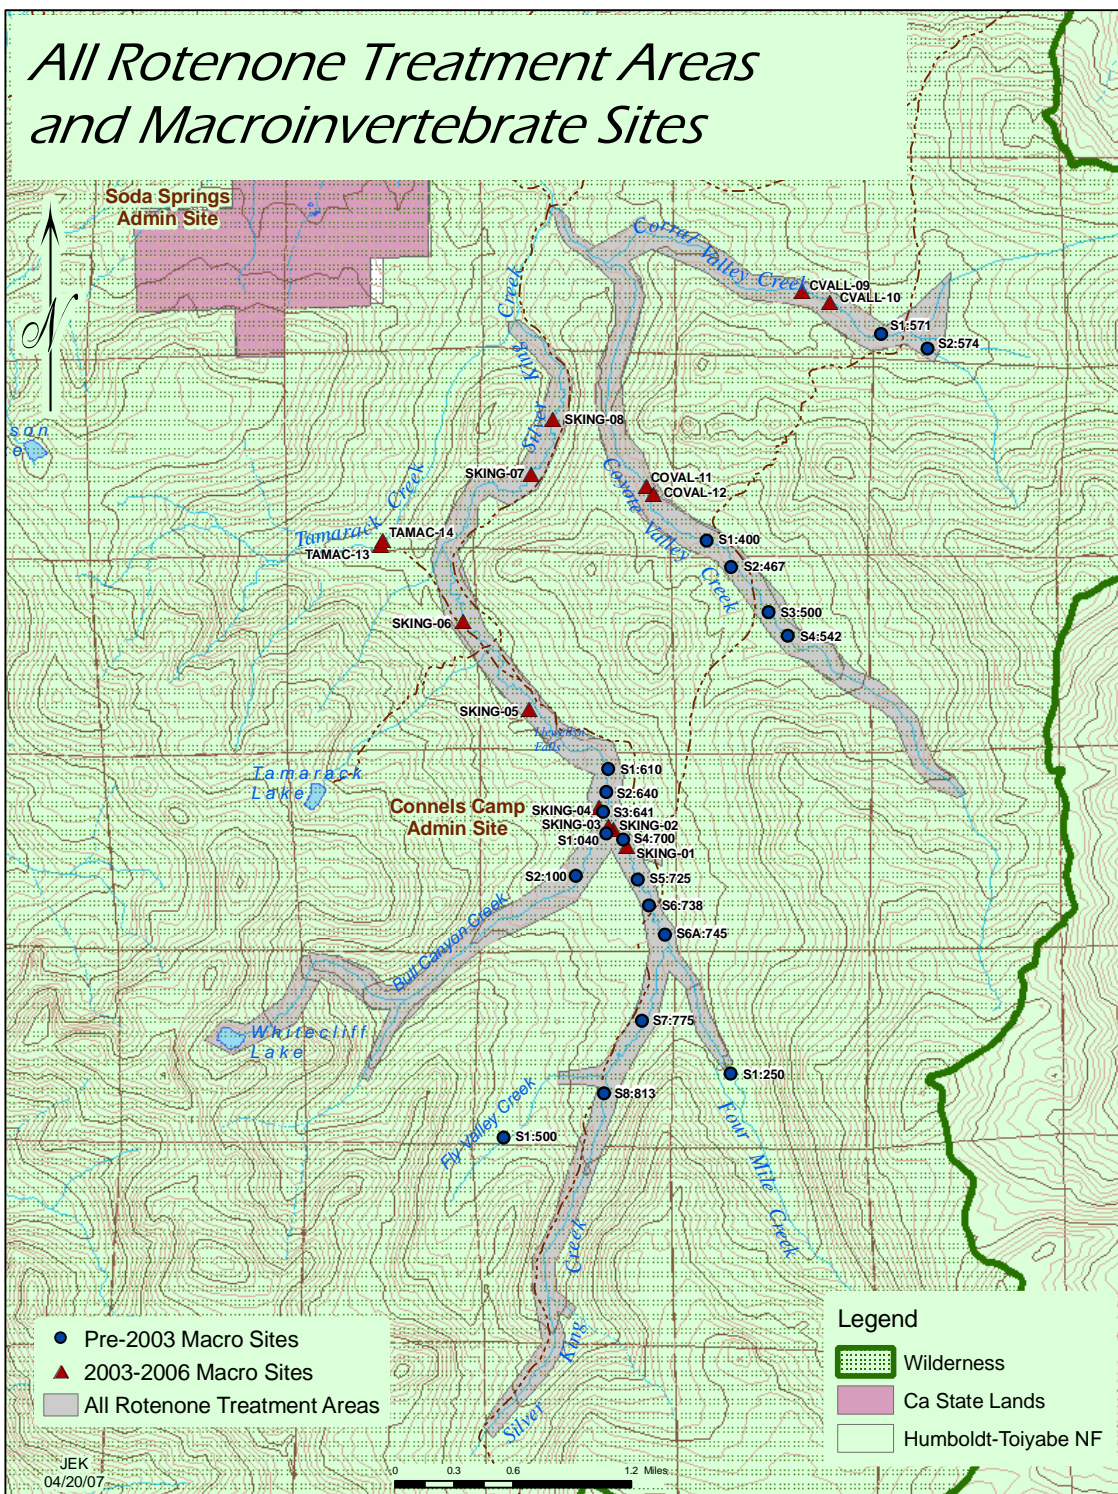 All Rotenone Treatment Areas
and Macroinvertebrate Sites
Soda Springs
Admin Site
N
Corral Valley Creek
CVALL-09
CVALL-10
S1:571
S2:574
Silver King Creek
SKING-08
SKING-07
son
e
COVAL-11
COVAL-12
Coyote Valley Creek
Tamarack Creek
TAMAC-14
TAMAC-13
S1:400
S2:467
S3:500
S4:542
SKING-06
SKING-05
Llewellyn
Falls
Tamarack
Lake
S1:610
S2:640
Connels Camp
Admin Site
SKING-04
S3:641
SKING-03
SKING-02
S1:040
S4:700
SKING-01
S2:100
S5:725
S6:738
S6A:745
Bull Canyon Creek
Whitecliff
Lake
S7:775
S1:250
S8:813
Fly Valley Creek
S1:500
Four Mile Creek
Silver King Creek
Pre-2003 Macro Sites
2003-2006 Macro Sites
All Rotenone Treatment Areas
JEK
04/20/07
0 0.3 0.6 1.2 Miles
Legend
Wilderness
Ca State Lands
Humboldt-Toiyabe NF